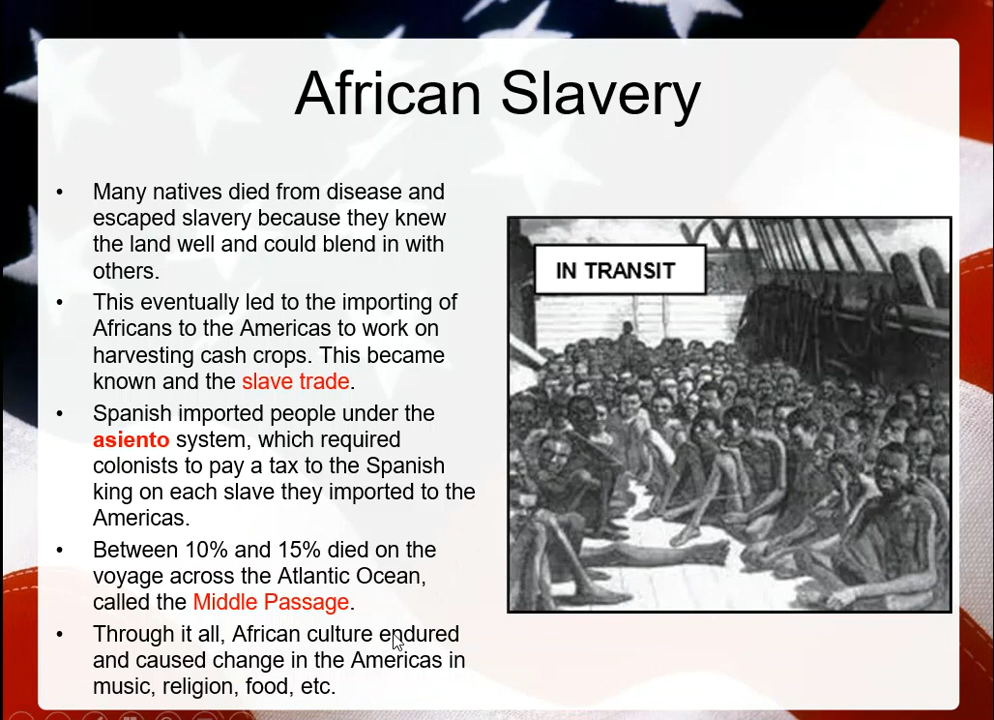 African Slavery
• Many natives died from disease and
escaped slavery because they knew
the land well and could blend in with
others.
• This eventually led to the importing of
Africans to the Americas to work on
harvesting cash crops. This became
known and the slave trade.
• Spanish imported people under the
asiento system, which required
colonists to pay a tax to the Spanish
king on each slave they imported to the
Americas.
• Between 10% and 15% died on the
voyage across the Atlantic Ocean,
called the Middle Passage.
• Through it all, African culture endured
and caused change in the Americas in
music, religion, food, etc.
IN TRANSIT